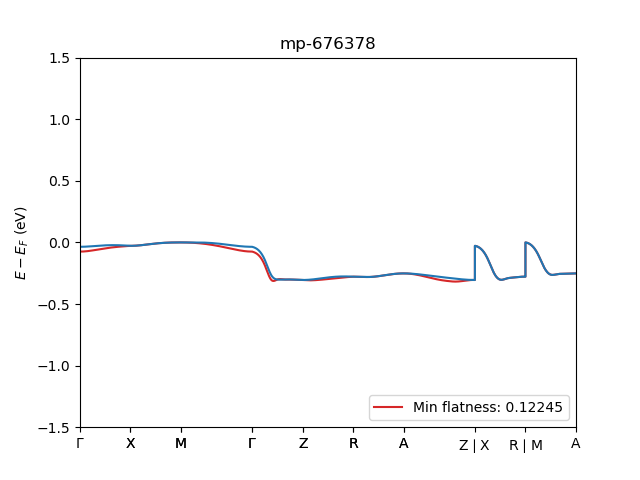 mp-676378
1.5
1.0
0.5
0.0
−0.5
−1.0
−1.5
E − E_F (eV)
Min flatness: 0.12245
Γ X M Γ Z R A Z | X R | M A